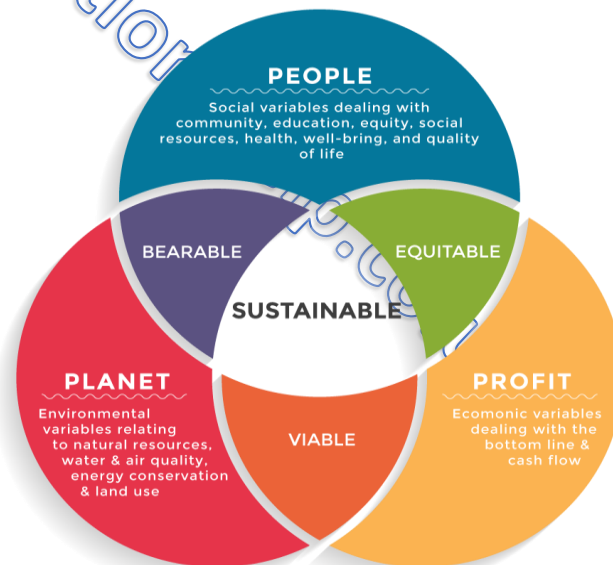 PEOPLE
Social variables dealing with
community, education, equity, social
resources, health, well-bring, and quality
of life
BEARABLE
EQUITABLE
SUSTAINABLE
PLANET
Environmental
variables relating
to natural resources,
water & air quality,
energy conservation
& land use
PROFIT
Ecomonic variables
dealing with the
bottom line &
cash flow
VIABLE